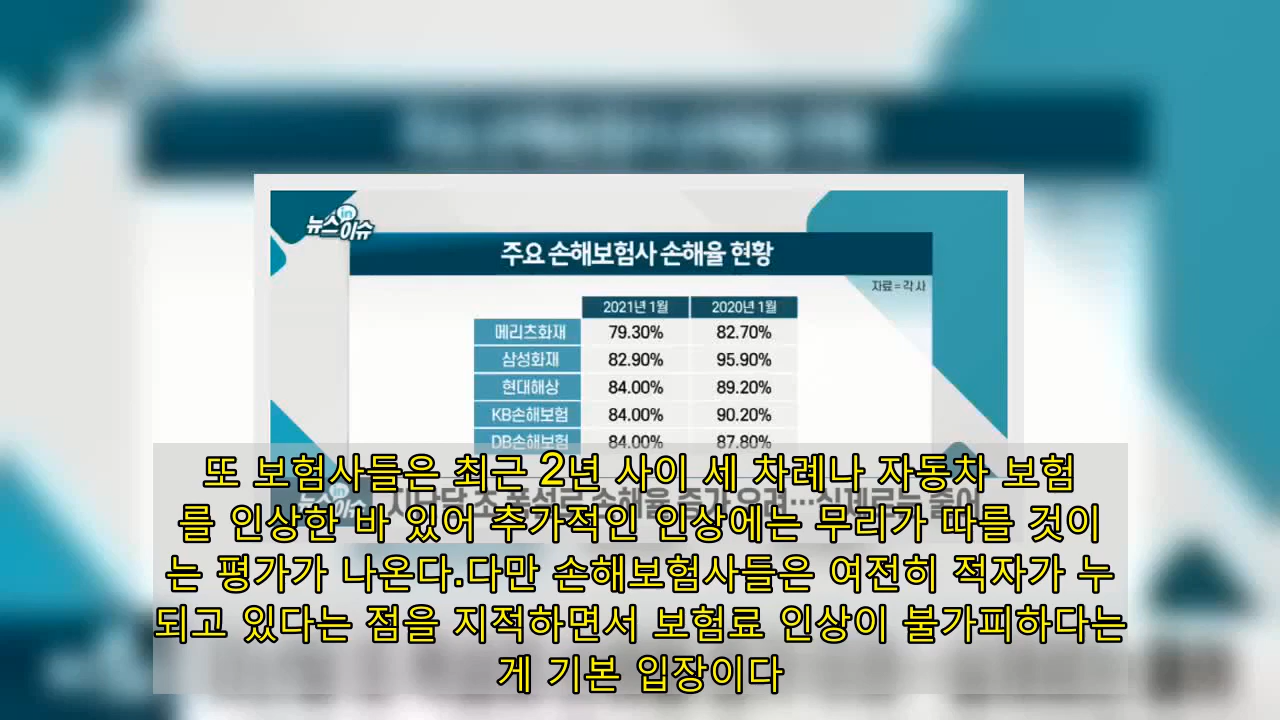 뉴스in이슈
주요 손해보험사 손해율 현황
자료=각 사
2021년 1월 2020년 1월
메리츠화재 79.30% 82.70%
삼성화재 82.90% 95.90%
현대해상 84.00% 89.20%
KB손해보험 84.00% 90.20%
DB손해보험 84.00% 87.80%
또 보험사들은 최근 2년 사이 세 차례나 자동차 보험
를 인상한 바 있어 추가적인 인상에는 무리가 따를 것이
는 평가가 나온다.다만 손해보험사들은 여전히 적자가 누
되고 있다는 점을 지적하면서 보험료 인상이 불가피하다는
게 기본 입장이다